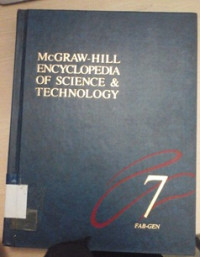 McGRAW-HILL
ENCYCLOPEDIA
OF SCIENCE &
TECHNOLOGY
7
FAB-GEN